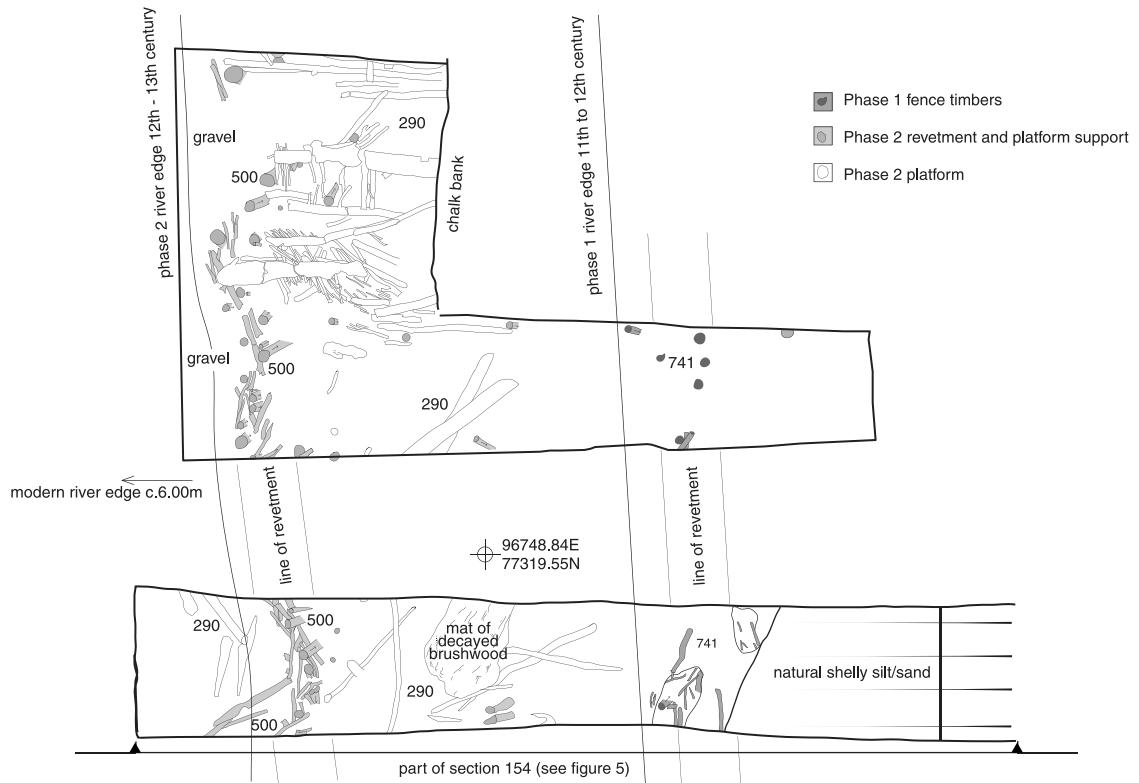 phase 2 river edge 12th - 13th century
phase 1 river edge 11th to 12th century
Phase 1 fence timbers
Phase 2 revetment and platform support
Phase 2 platform
gravel
290
500
chalk bank
gravel
500
290
741
modern river edge c.6.00m
line of revetment
line of revetment
96748.84E
77319.55N
290
500
mat of
decayed
brushwood
290
500
741
natural shelly silt/sand
part of section 154 (see figure 5)